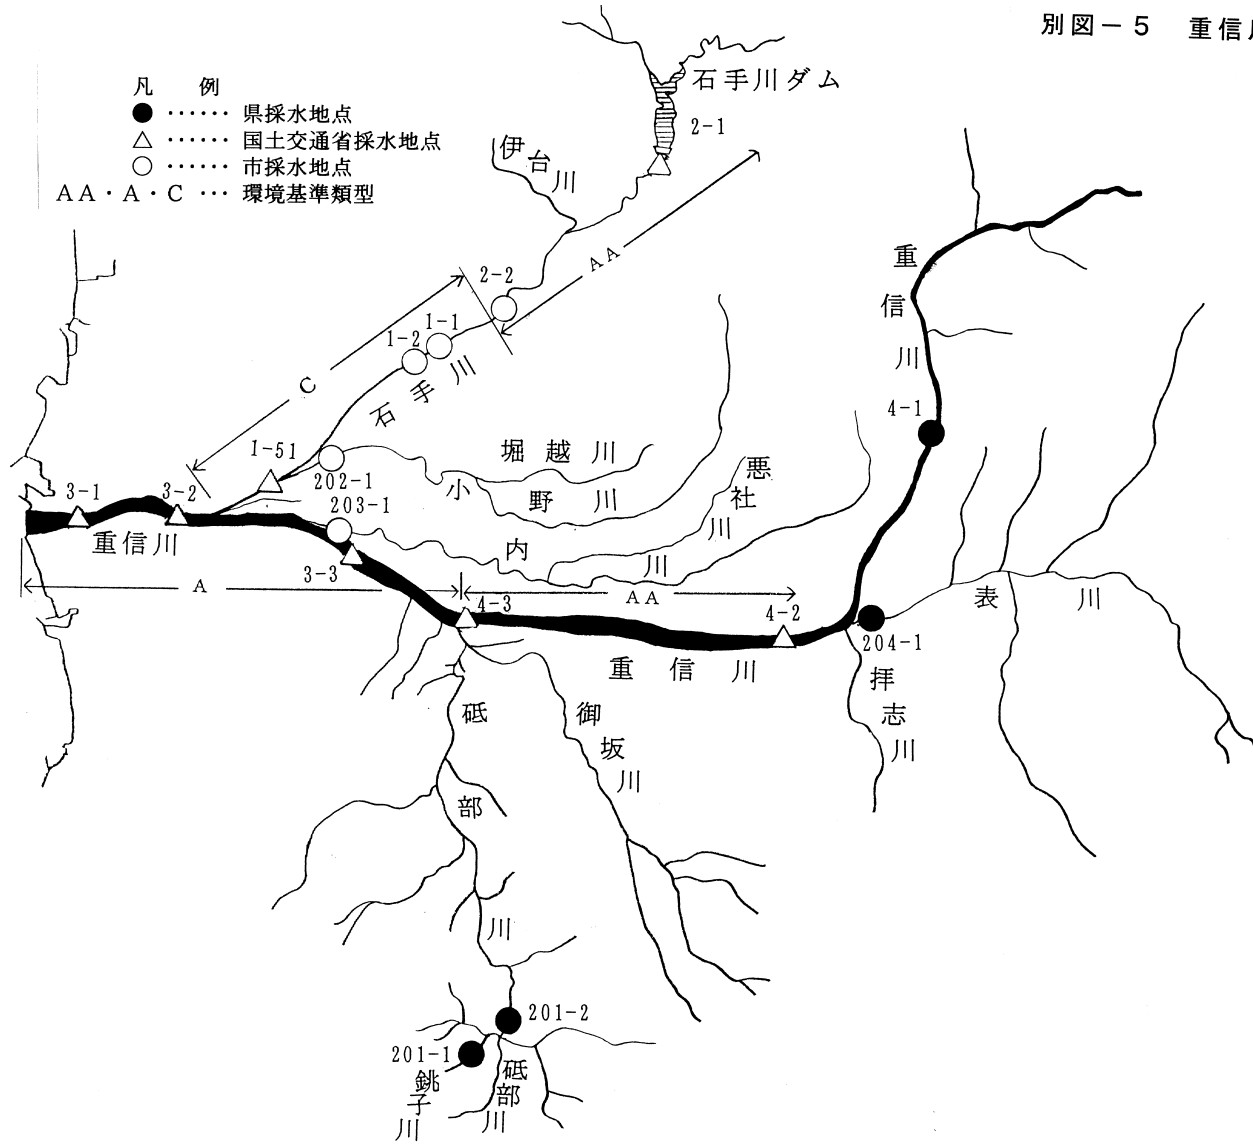 別図－5 重信
凡 例
● …… 県採水地点
△ …… 国土交通省採水地点
○ …… 市採水地点
AA・A・C … 環境基準類型
石手川ダム
2-1
伊台川
AA
2-2
1-1
1-2
C
石手川
重信川
4-1
1-51
202-1
203-1
堀越川
小野川
悪社川
内川
3-1
3-2
重信川
3-3
A
4-3
AA
4-2
204-1
表川
重信川
拝志川
砥部川
御坂川
201-2
201-1
銚子川
砥部川